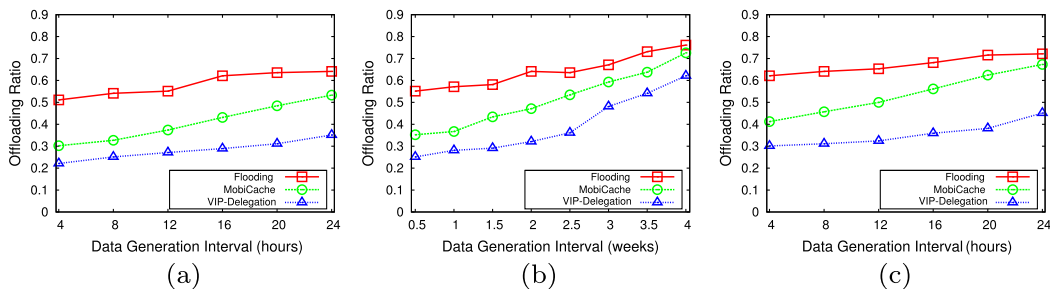 0.9
0.8
0.7
0.6
0.5
0.4
0.3
0.2
0.1
0
Offloading Ratio
Flooding
MobiCache
VIP-Delegation
4 8 12 16 20 24
Data Generation Interval (hours)
(a)
0.9
0.8
0.7
0.6
0.5
0.4
0.3
0.2
0.1
0
Offloading Ratio
Flooding
MobiCache
VIP-Delegation
0.5 1 1.5 2 2.5 3 3.5 4
Data Generation Interval (weeks)
(b)
0.9
0.8
0.7
0.6
0.5
0.4
0.3
0.2
0.1
0
Offloading Ratio
Flooding
MobiCache
VIP-Delegation
4 8 12 16 20 24
Data Generation Interval (hours)
(c)